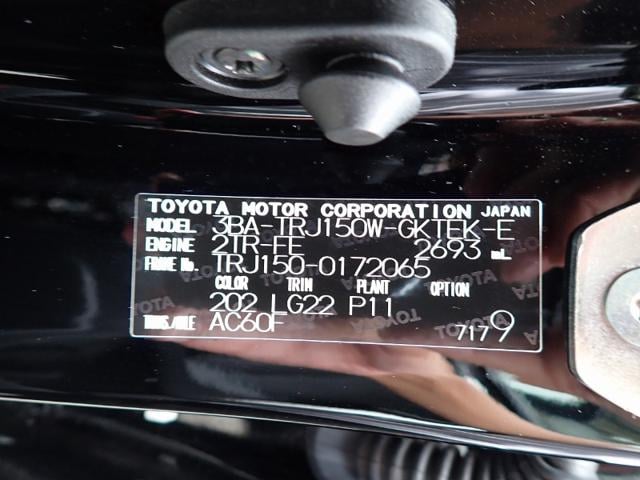 TOYOTA MOTOR CORPORATION JAPAN
MODEL 3BA-TRJ150W-GKTEK-E
ENGINE 2TR-FE 2693 mL
FRAME No. TRJ150-0172065
COLOR TRIM PLANT OPTION
202 LG22 P11
TRANS./AXLE AC60F
7179